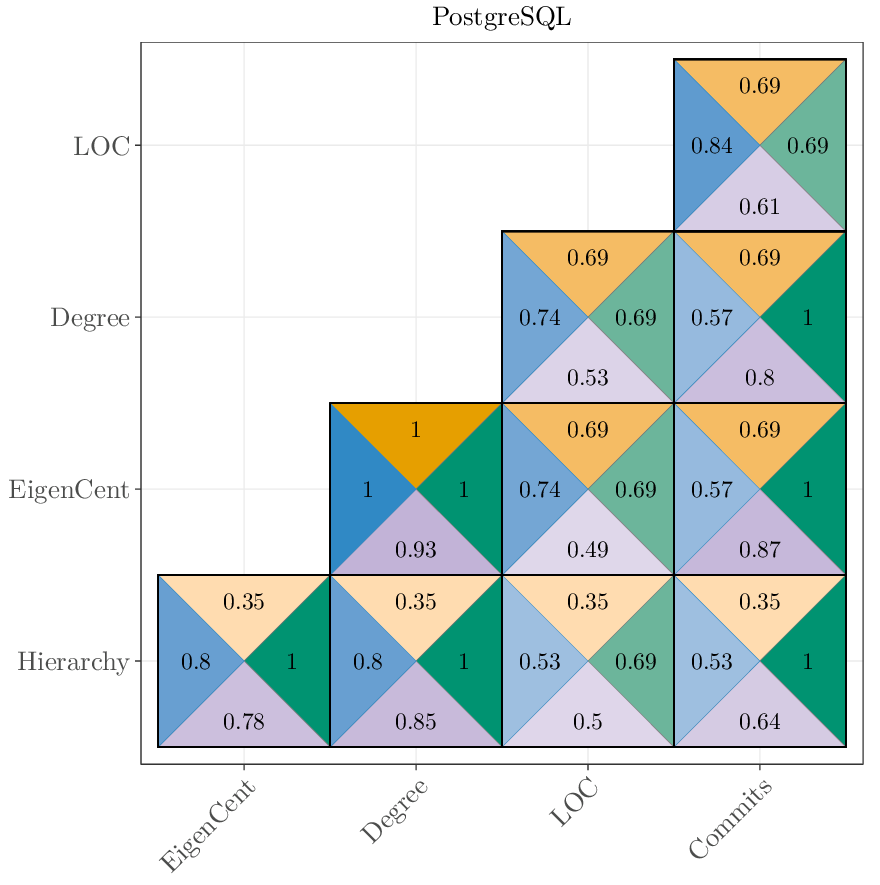 PostgreSQL
0.69
LOC 0.84 0.69
0.61
0.69 0.69
Degree 0.74 0.69 0.57 1
0.53 0.8
1 0.69 0.69
EigenCent 1 1 0.74 0.69 0.57 1
0.93 0.49 0.87
0.35 0.35 0.35 0.35
Hierarchy 0.8 1 0.8 1 0.53 0.69 0.53 1
0.78 0.85 0.5 0.64
EigenCent Degree LOC Commits